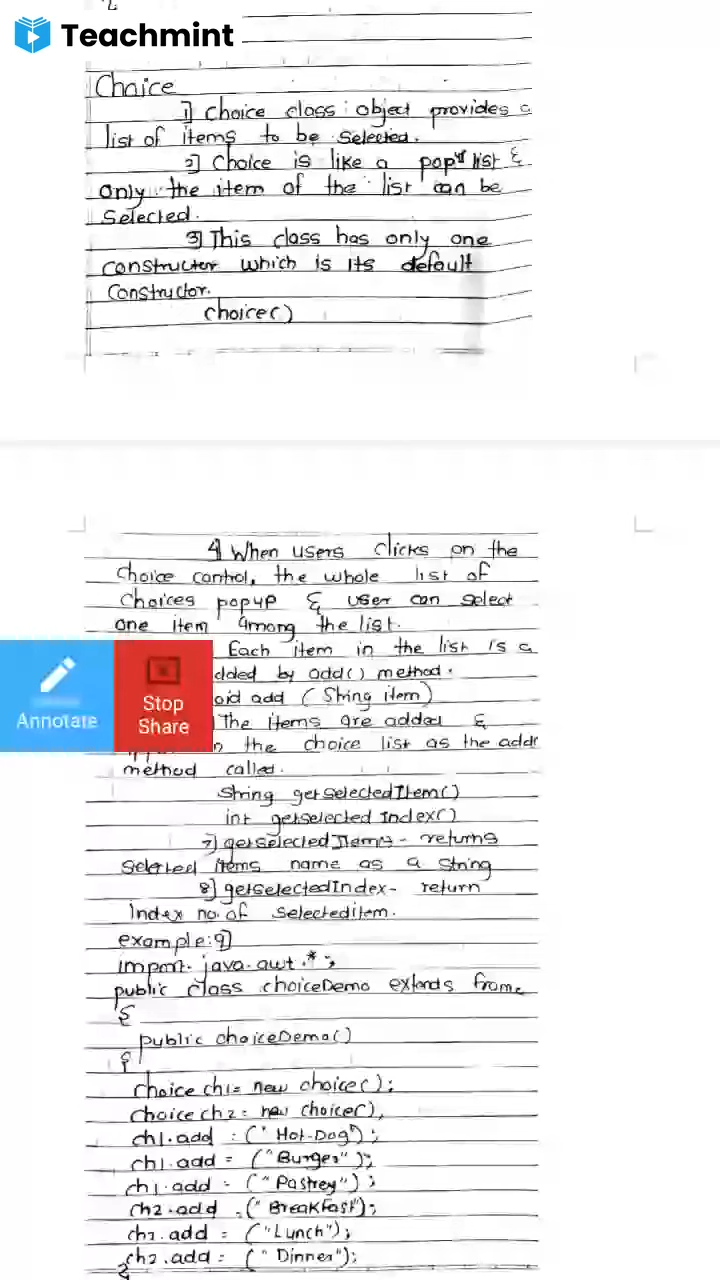 Teachmint
Choice
1] Choice class object provides a
list of items to be selected.
2] Choice is like a popup list &
only the item of the list can be
selected.
3] This class has only one
constructor which is its default
constructor.
choice()
4] When users clicks on the
choice control, the whole list of
choices popup & user can select
one item among the list.
Each item in the list is a
dded by add() method.
oid add (String item)
The items are added &
n the choice list as the add
method called.
String getselectedItem()
int getselected Index()
7] getselectedItem - returns
selected items name as a string
8] getselectedIndex- return
index no. of selecteditem.
example:9]
import java.awt.*;
public class choiceDemo extends frame
{
public choiceDemo()
{
choice ch1= new choice();
choice ch2= new choice(),
ch1.add = ("Hot-Dog");
ch1.add = ("Burger");
ch1.add = ("Pastrey");
ch2.add = ("Breakfast");
ch2.add = ("Lunch");
ch2.add = ("Dinner");
Annotate
Stop
Share